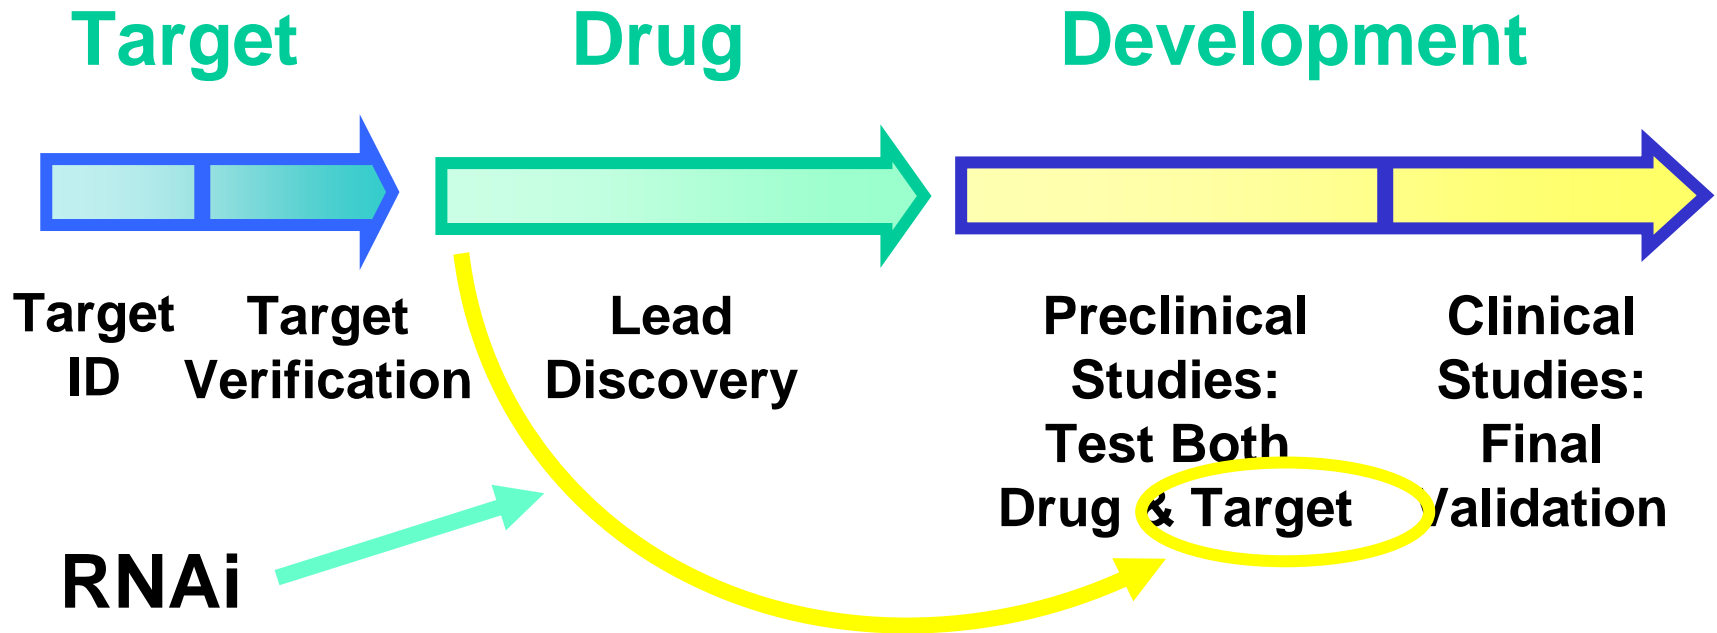 Target
Drug
Development
Target
ID
Target
Verification
Lead
Discovery
Preclinical
Studies:
Test Both
Drug & Target
Clinical
Studies:
Final
Validation
RNAi